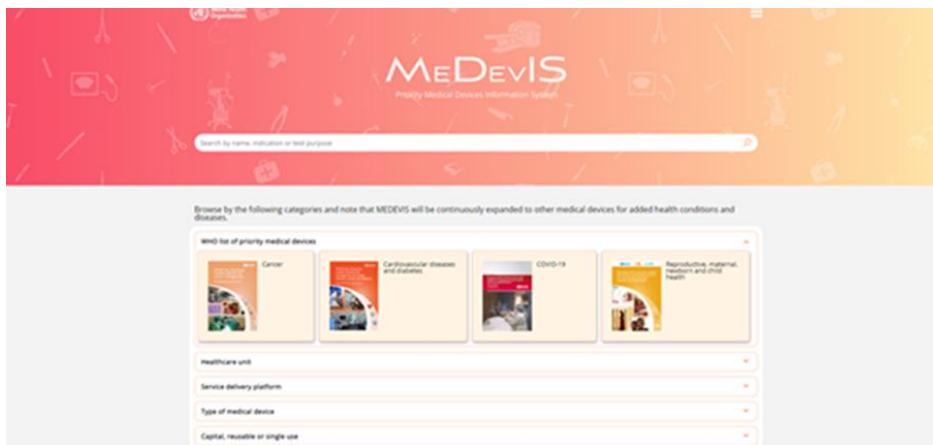 World Health
Organization
MEDEVIS
Priority Medical Devices Information System
Search by name, indication or test purpose
Browse by the following categories and note that MEDEVIS will be continuously expanded to other medical devices for added health conditions and
diseases.
WHO list of priority medical devices
Cancer
Cardiovascular diseases
and diabetes
COVID-19
Reproductive, maternal,
newborn and child
health
Healthcare unit
Service delivery platform
Type of medical device
Capital, reusable or single use